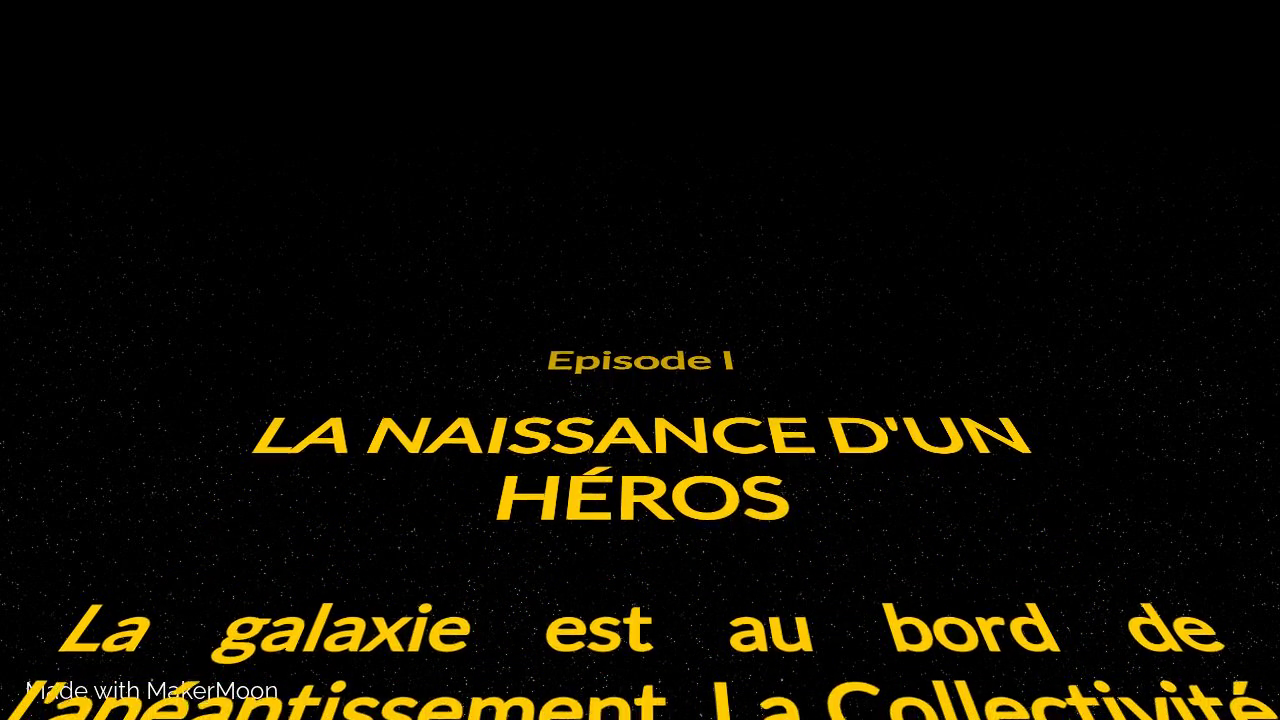 Episode I
LA NAISSANCE D'UN
HÉROS
La galaxie est au bord de
l'anéantissement. La Collectivité
Made with MakerMoon